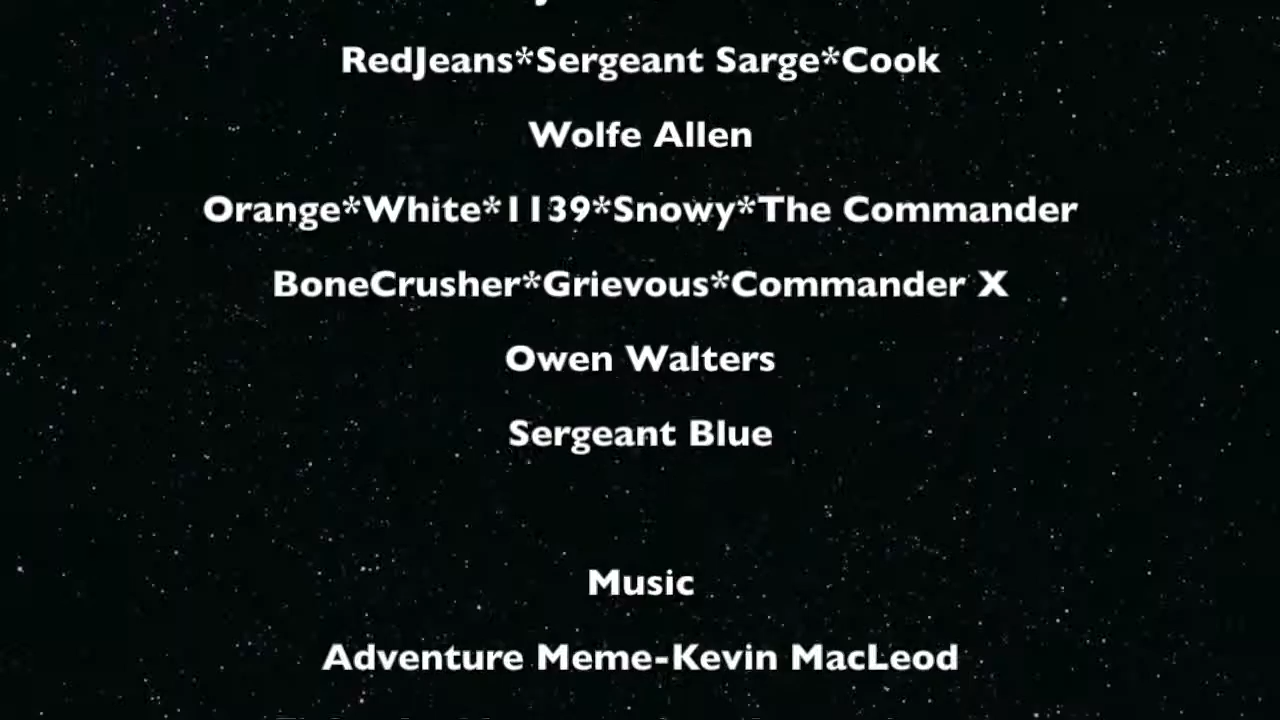 RedJeans*Sergeant Sarge*Cook
Wolfe Allen
Orange*White*1139*Snowy*The Commander
BoneCrusher*Grievous*Commander X
Owen Walters
Sergeant Blue
Music
Adventure Meme-Kevin MacLeod